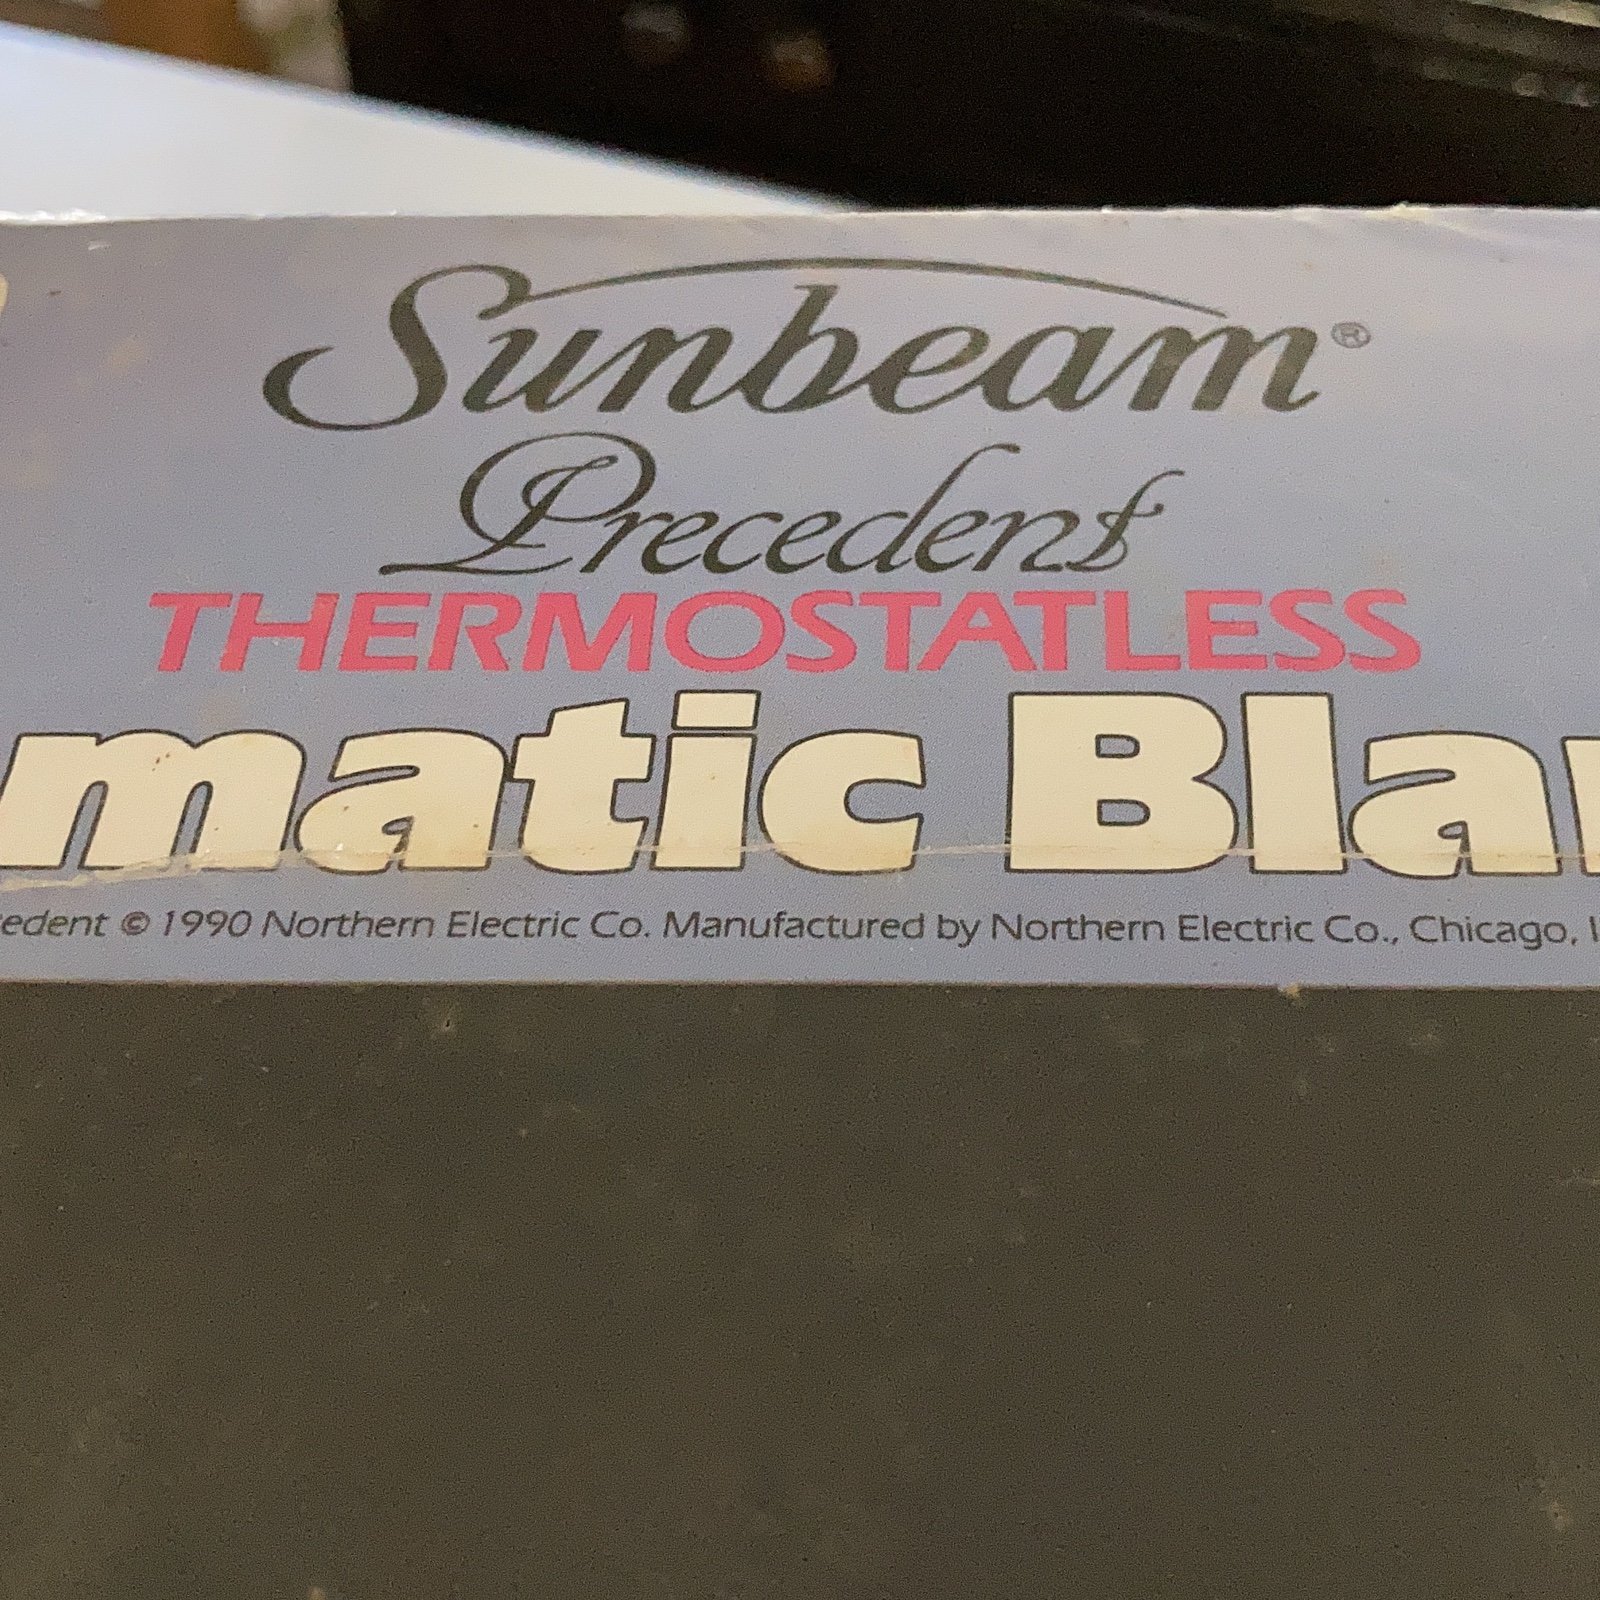 Sunbeam®
Precedent
THERMOSTATLESS
matic Bla
edent © 1990 Northern Electric Co. Manufactured by Northern Electric Co., Chicago, I